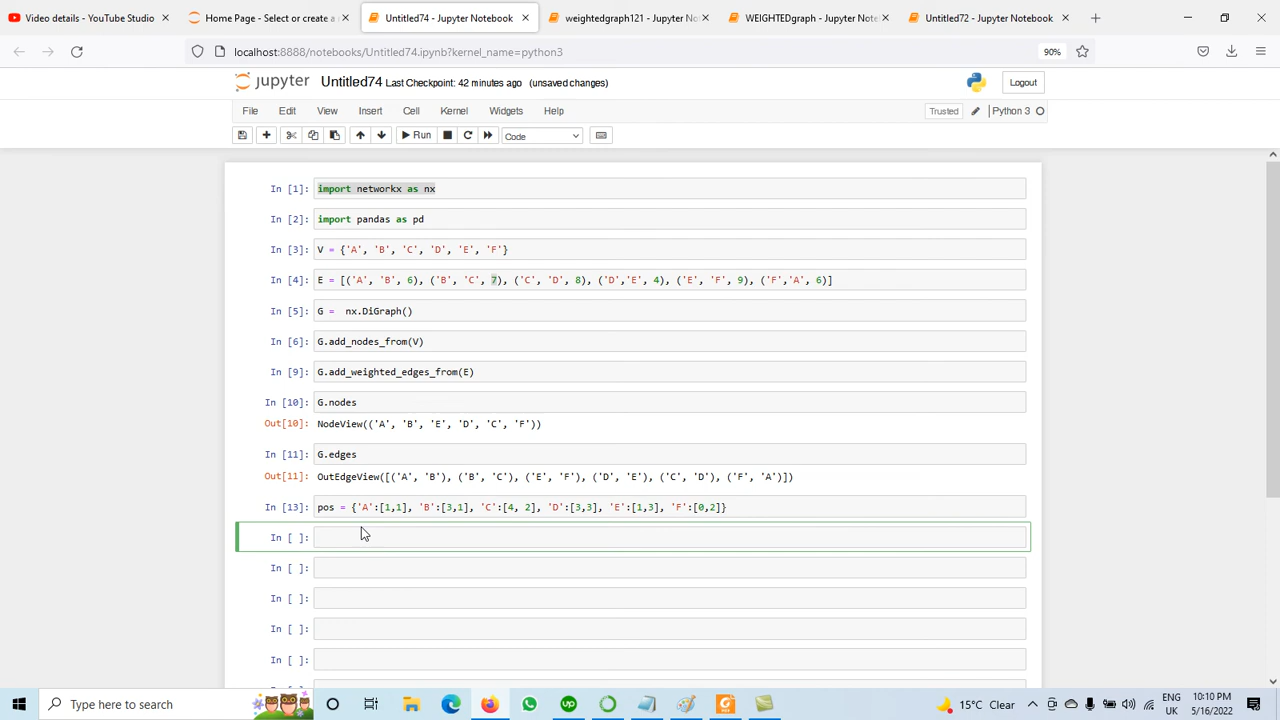 Video details - YouTube Studio
Home Page - Select or create a
Untitled74 - Jupyter Notebook
weightedgraph121 - Jupyter No
WEIGHTEDgraph - Jupyter Note
Untitled72 - Jupyter Notebook
localhost:8888/notebooks/Untitled74.ipynb?kernel_name=python3
90%
jupyter Untitled74 Last Checkpoint: 42 minutes ago (unsaved changes)
Logout
File Edit View Insert Cell Kernel Widgets Help
Trusted Python 3
Run
Code
In [1]: import networkx as nx
In [2]: import pandas as pd
In [3]: V = {'A', 'B', 'C', 'D', 'E', 'F'}
In [4]: E = [('A', 'B', 6), ('B', 'C', 7), ('C', 'D', 8), ('D','E', 4), ('E', 'F', 9), ('F','A', 6)]
In [5]: G =  nx.DiGraph()
In [6]: G.add_nodes_from(V)
In [9]: G.add_weighted_edges_from(E)
In [10]: G.nodes
Out[10]: NodeView(('A', 'B', 'E', 'D', 'C', 'F'))
In [11]: G.edges
Out[11]: OutEdgeView([('A', 'B'), ('B', 'C'), ('E', 'F'), ('D', 'E'), ('C', 'D'), ('F', 'A')])
In [13]: pos = {'A':[1,1], 'B':[3,1], 'C':[4, 2], 'D':[3,3], 'E':[1,3], 'F':[0,2]}
In [ ]:
In [ ]:
In [ ]:
In [ ]:
In [ ]:
Type here to search
15°C Clear
ENG
UK
10:10 PM
5/16/2022